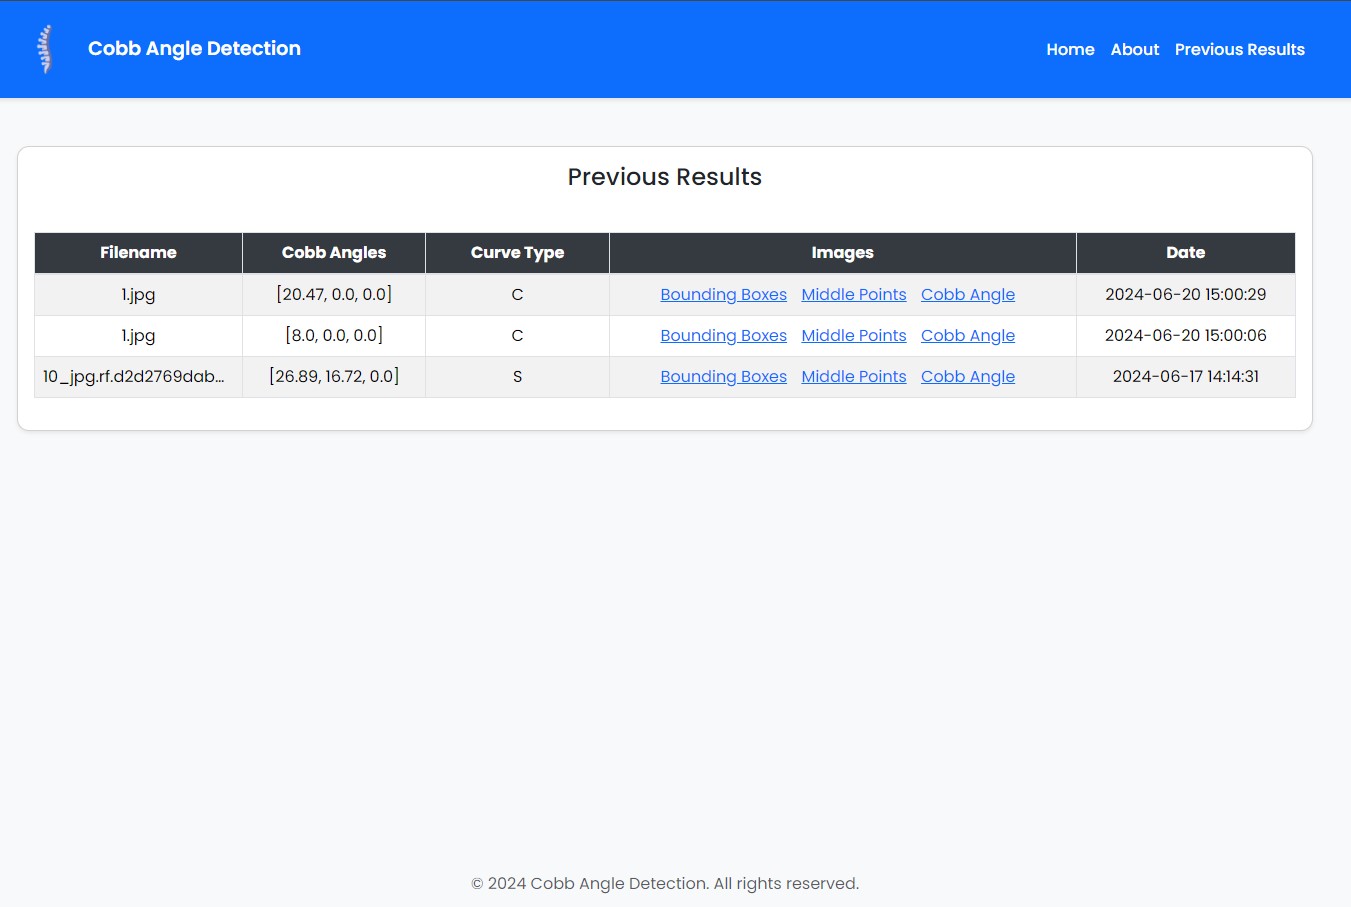 Cobb Angle Detection
Home About Previous Results
Previous Results
Filename Cobb Angles Curve Type Images Date
1.jpg [20.47, 0.0, 0.0] C Bounding Boxes Middle Points Cobb Angle 2024-06-20 15:00:29
1.jpg [8.0, 0.0, 0.0] C Bounding Boxes Middle Points Cobb Angle 2024-06-20 15:00:06
10_jpg.rf.d2d2769dab... [26.89, 16.72, 0.0] S Bounding Boxes Middle Points Cobb Angle 2024-06-17 14:14:31
© 2024 Cobb Angle Detection. All rights reserved.